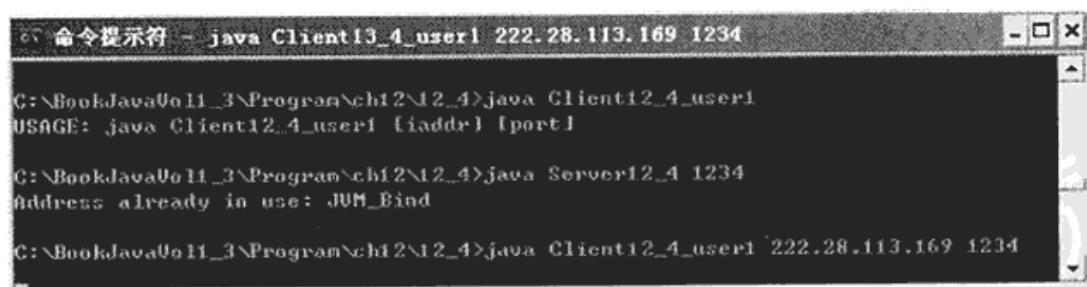 命令提示符 - java Client13_4_user1 222.28.113.169 1234
C:\BookJavaVol1_3\Program\ch12\12_4>java Client12_4_user1
USAGE: java Client12_4_user1 [iaddr] [port]
C:\BookJavaVol1_3\Program\ch12\12_4>java Server12_4 1234
Address already in use: JVM_Bind
C:\BookJavaVol1_3\Program\ch12\12_4>java Client12_4_user1 222.28.113.169 1234